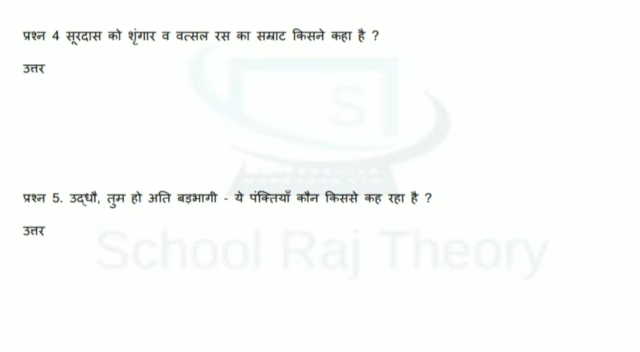 प्रश्न 4 सूरदास को शृंगार व वत्सल रस का सम्राट किसने कहा है ?
उत्तर
S
प्रश्न 5. उद्धौ, तुम हो अति बड़भागी - ये पंक्तियाँ कौन किससे कह रहा है ?
उत्तर
School Raj Theory